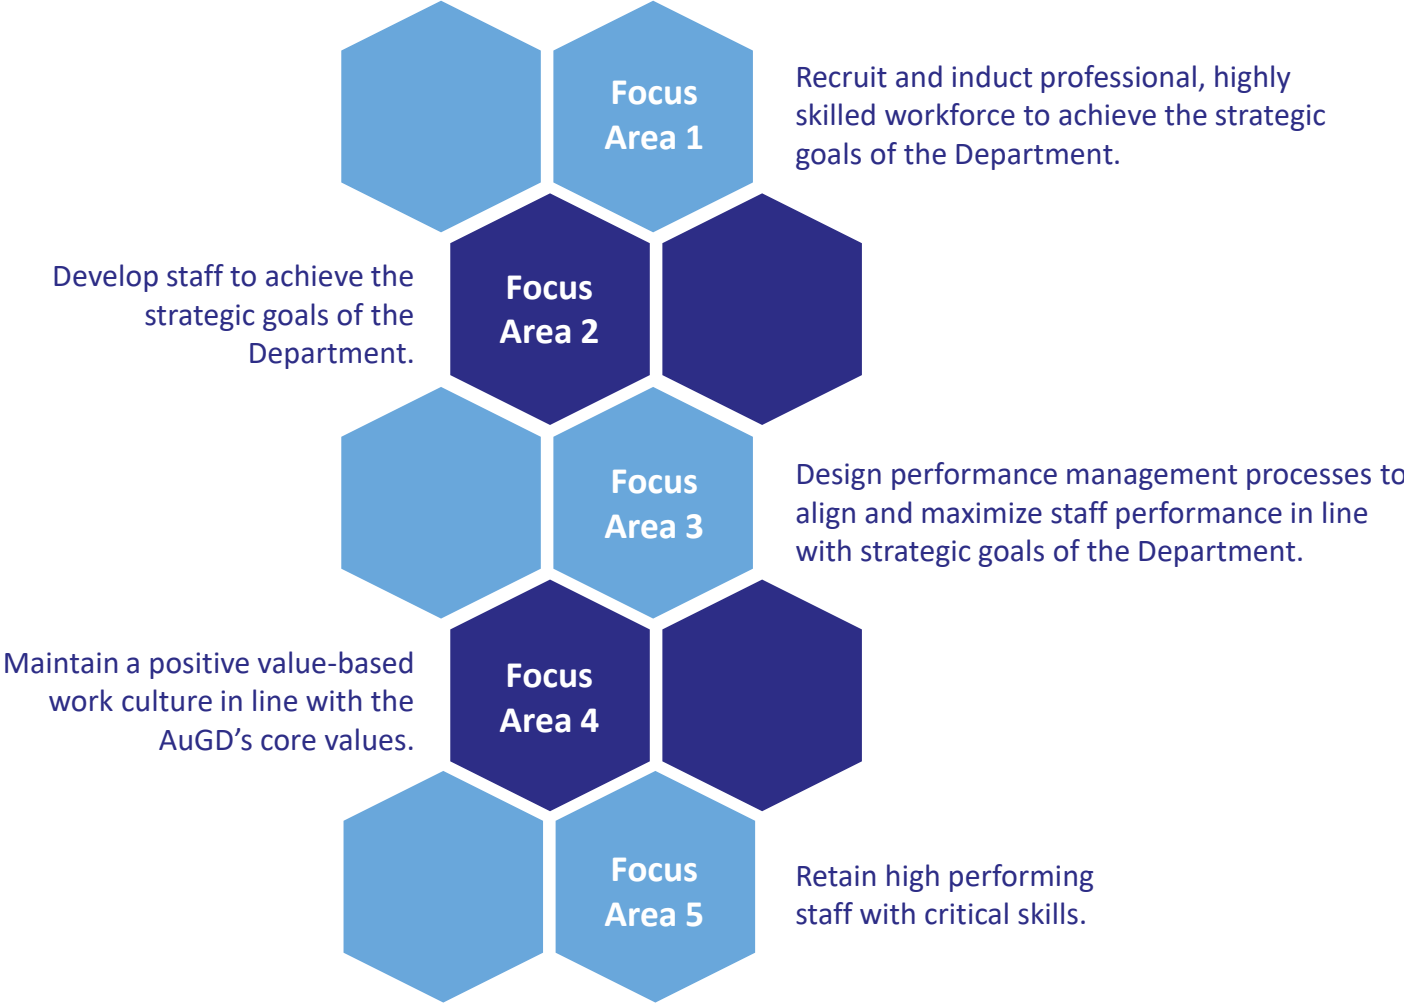 Focus
Area 1
Recruit and induct professional, highly
skilled workforce to achieve the strategic
goals of the Department.
Develop staff to achieve the
strategic goals of the
Department.
Focus
Area 2
Focus
Area 3
Design performance management processes to
align and maximize staff performance in line
with strategic goals of the Department.
Maintain a positive value-based
work culture in line with the
AuGD’s core values.
Focus
Area 4
Focus
Area 5
Retain high performing
staff with critical skills.